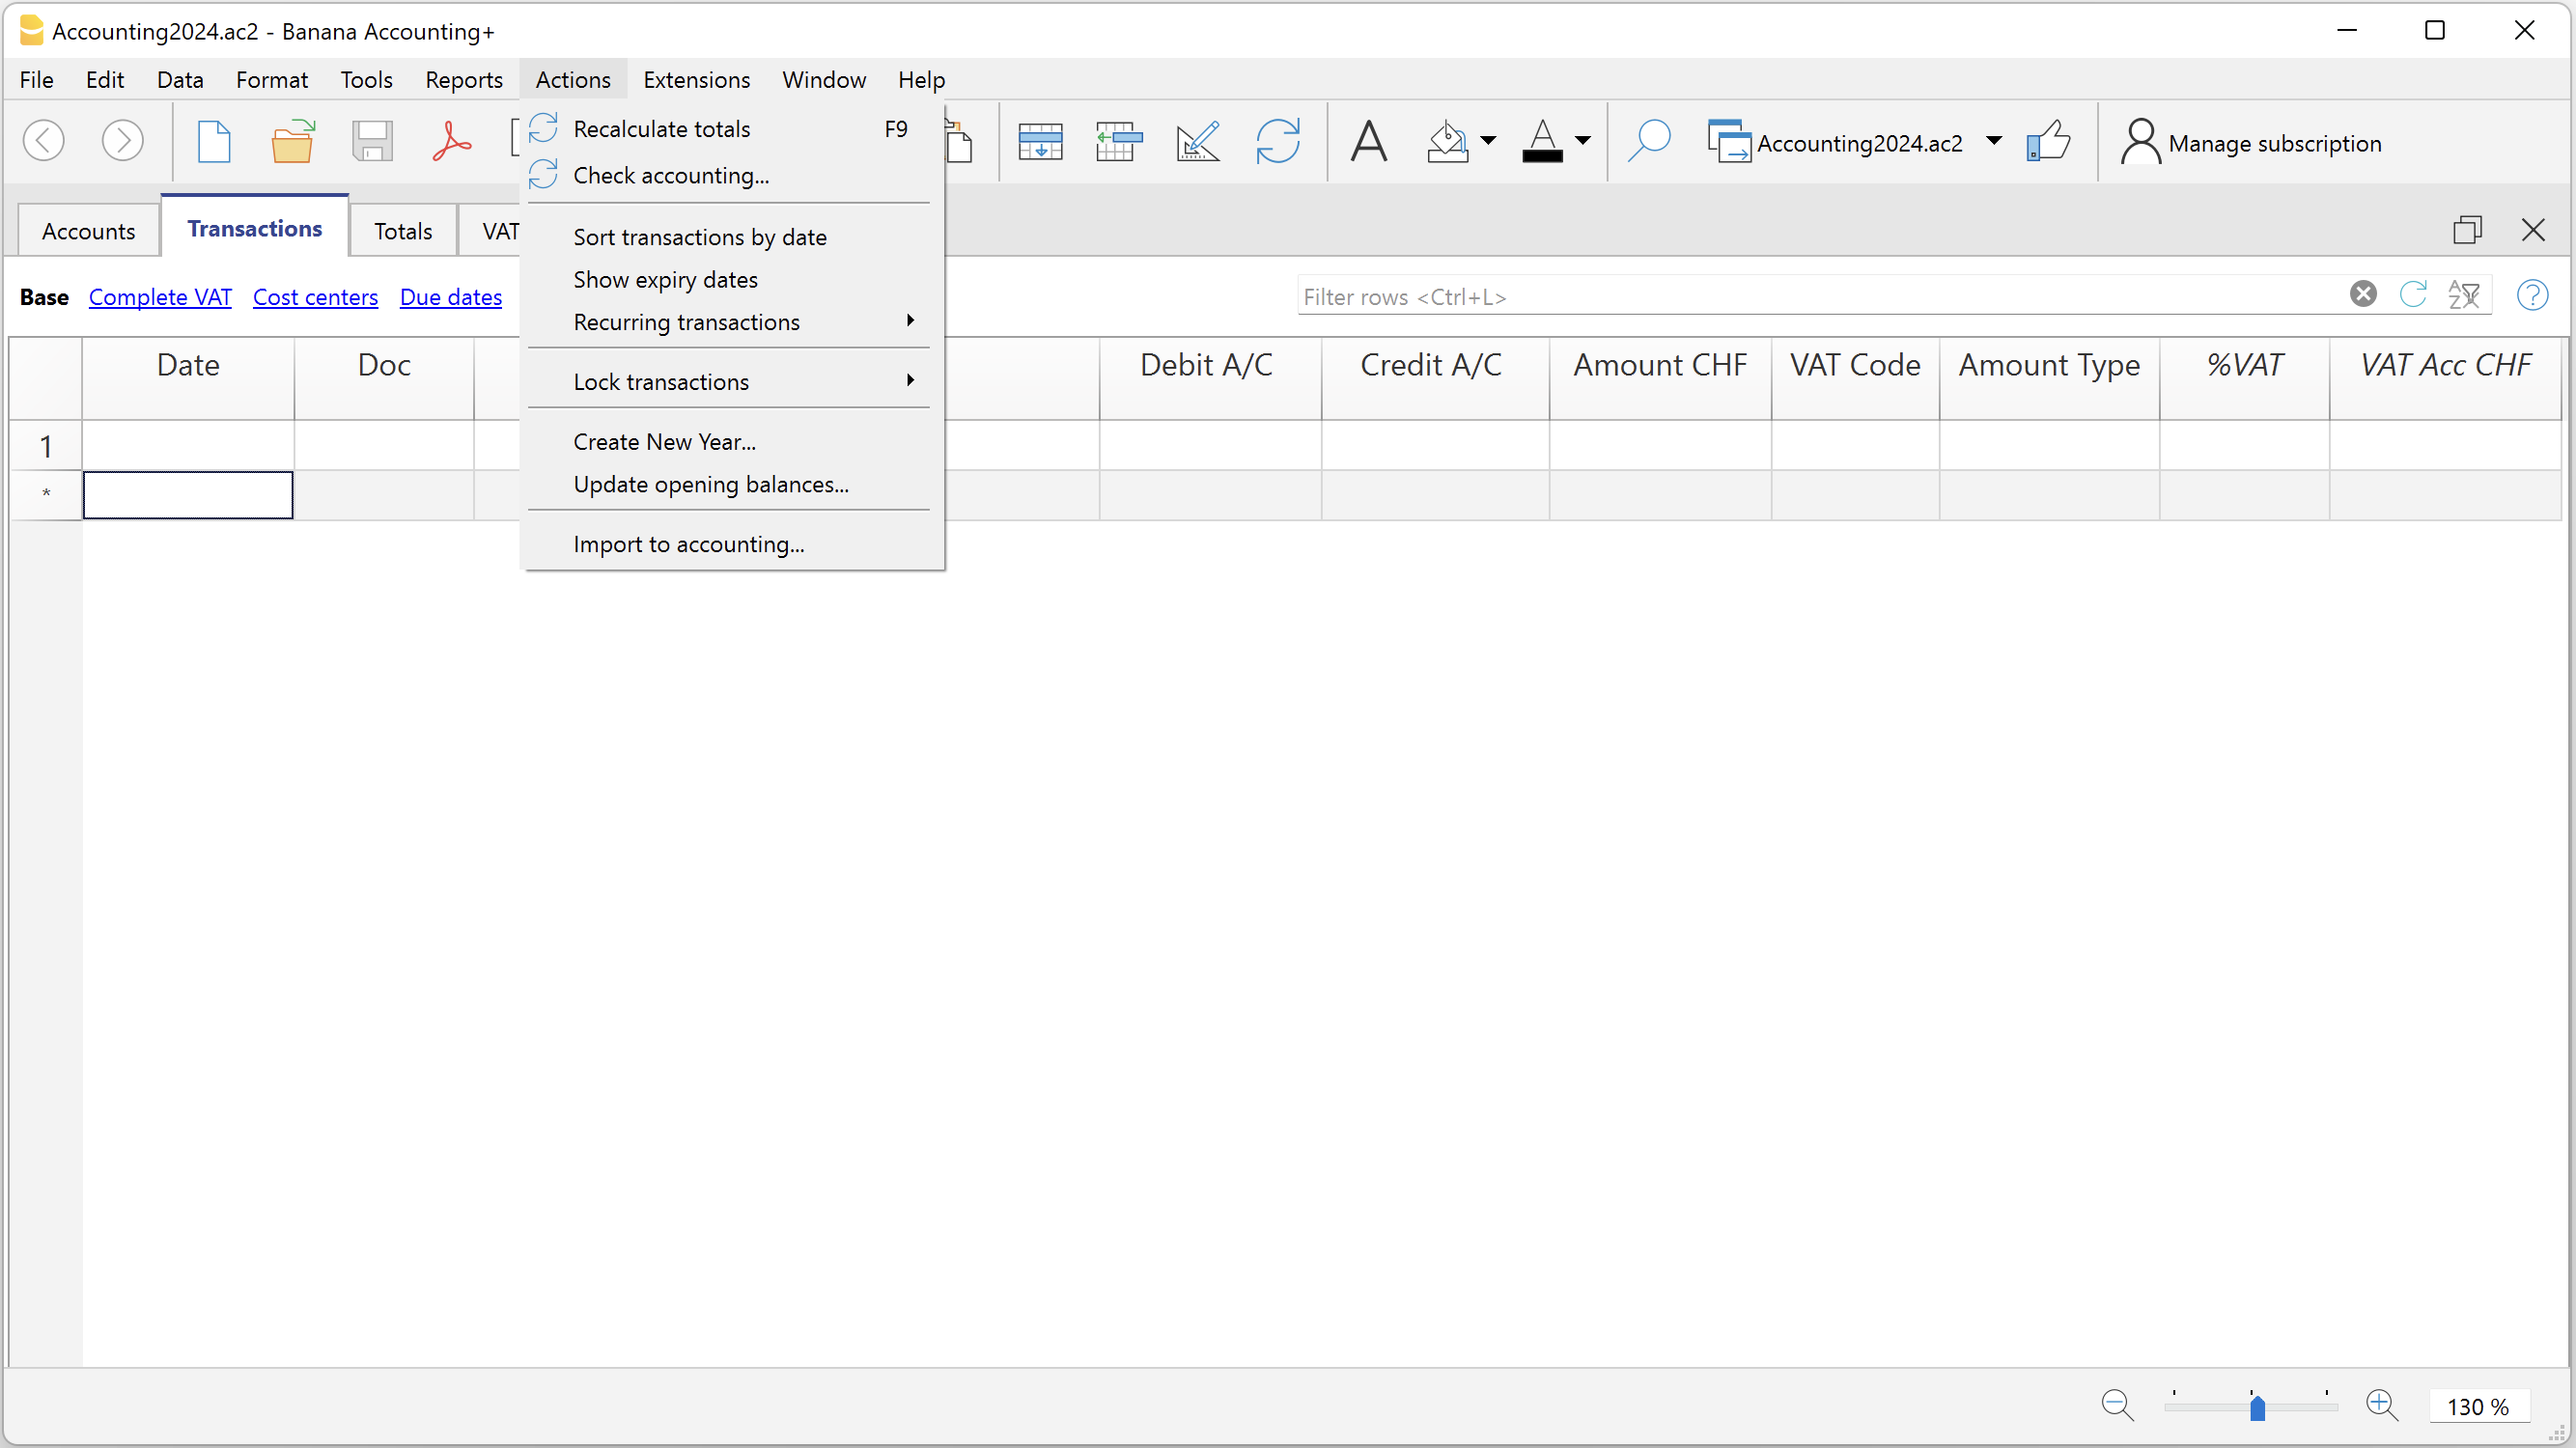 Accounting2024.ac2 - Banana Accounting+
File Edit Data Format Tools Reports Actions Extensions Window Help
Recalculate totals F9
Check accounting...
Sort transactions by date
Show expiry dates
Recurring transactions
Lock transactions
Create New Year...
Update opening balances...
Import to accounting...
Accounting2024.ac2 Manage subscription
Accounts Transactions Totals VAT
Base Complete VAT Cost centers Due dates Filter rows <Ctrl+L>
Date Doc Debit A/C Credit A/C Amount CHF VAT Code Amount Type %VAT VAT Acc CHF
1
*
130 %